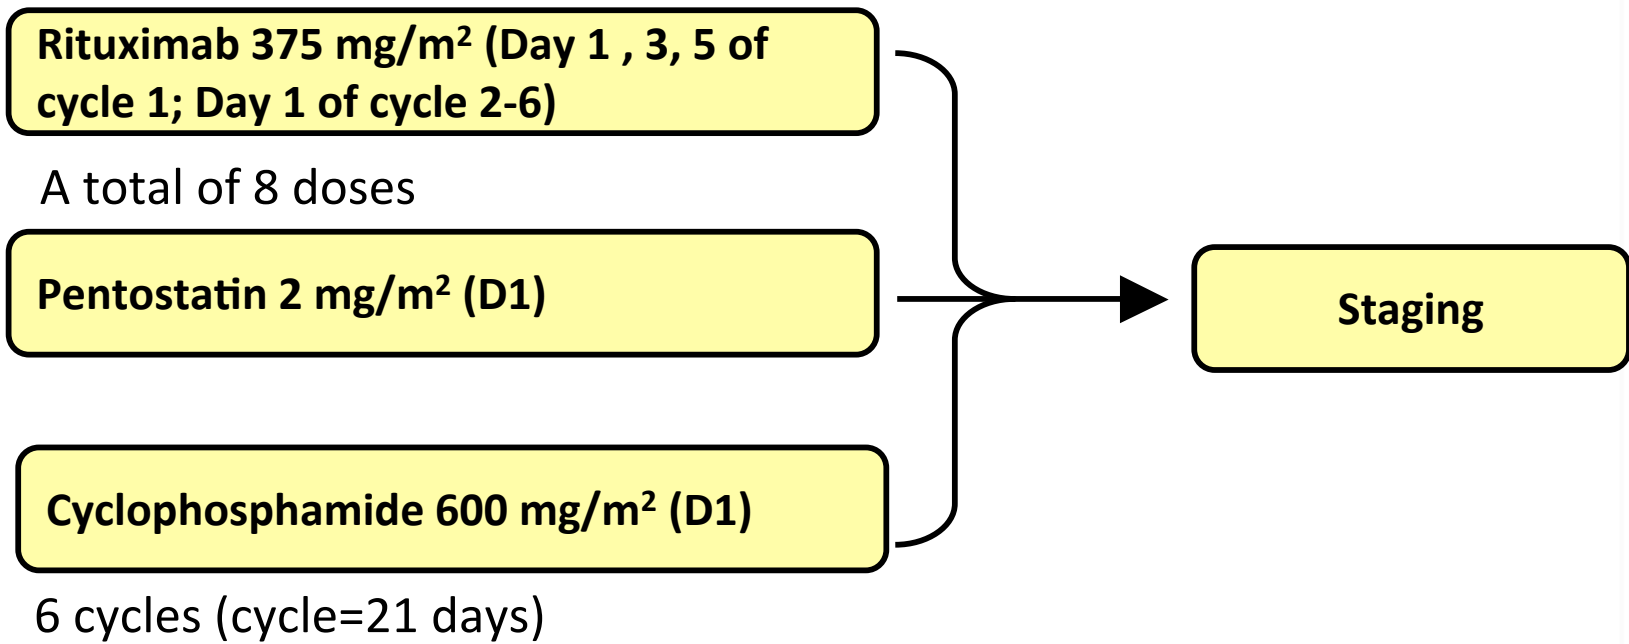 Rituximab 375 mg/m² (Day 1 , 3, 5 of
cycle 1; Day 1 of cycle 2-6)
A total of 8 doses
Pentostatin 2 mg/m² (D1)
Staging
Cyclophosphamide 600 mg/m² (D1)
6 cycles (cycle=21 days)